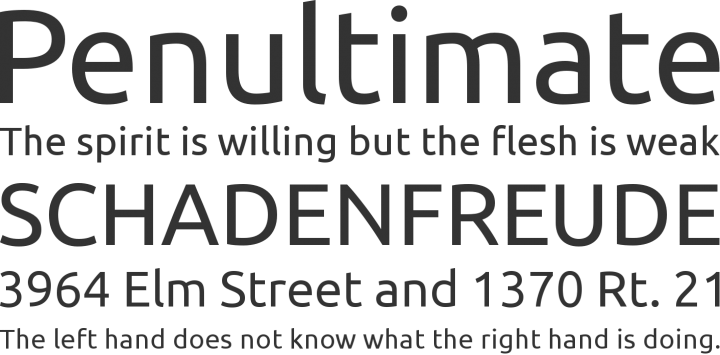 Penultimate
The spirit is willing but the flesh is weak
SCHADENFREUDE
3964 Elm Street and 1370 Rt. 21
The left hand does not know what the right hand is doing.